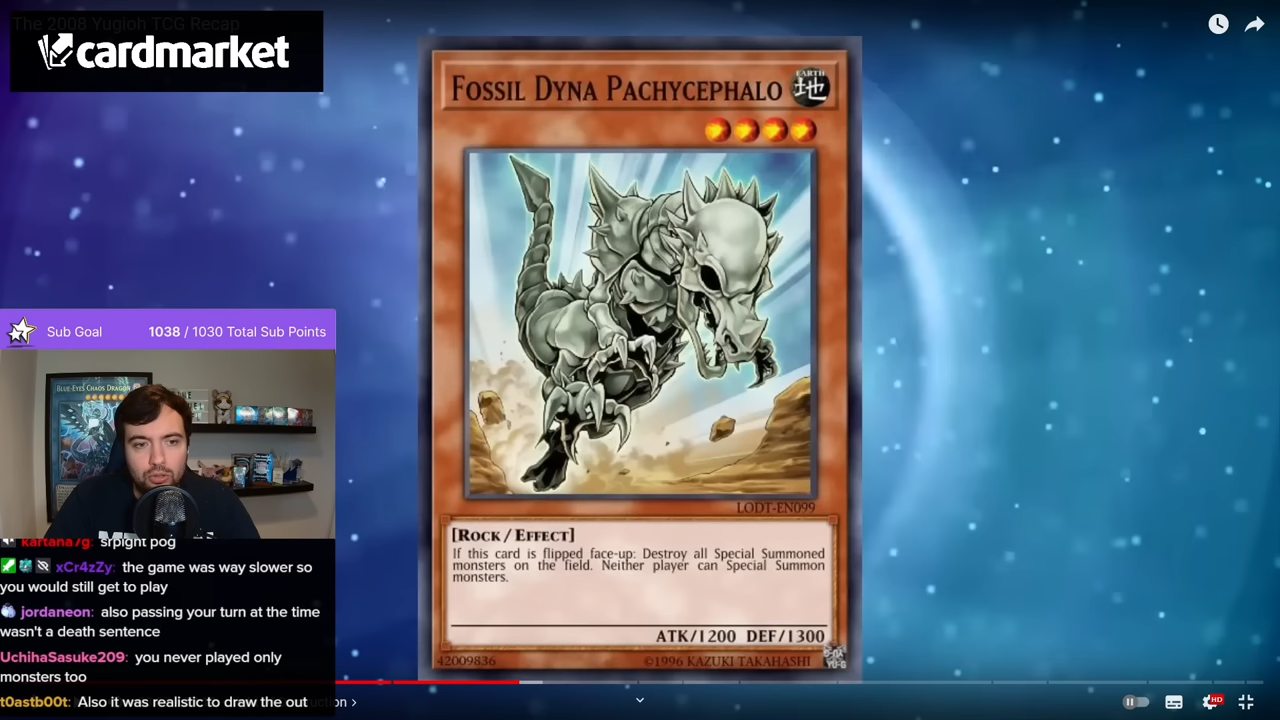 The 2008 Yugioh TCG Recap
cardmarket
FOSSIL DYNA PACHYCEPHALO
EARTH
地
LODT-EN099
[ROCK / EFFECT]
If this card is flipped face-up: Destroy all Special Summoned
monsters on the field. Neither player can Special Summon
monsters.
ATK/1200 DEF/1300
42009836
©1996 KAZUKI TAKAHASHI
Sub Goal
1038 / 1030 Total Sub Points
BLUE-EYES CHAOS DRAGON
kartana7g: srpight pog
xCr4zZy: the game was way slower so
you would still get to play
jordaneon: also passing your turn at the time
wasn't a death sentence
UchihaSasuke209: you never played only
monsters too
t0astb00t: Also it was realistic to draw the out
HD